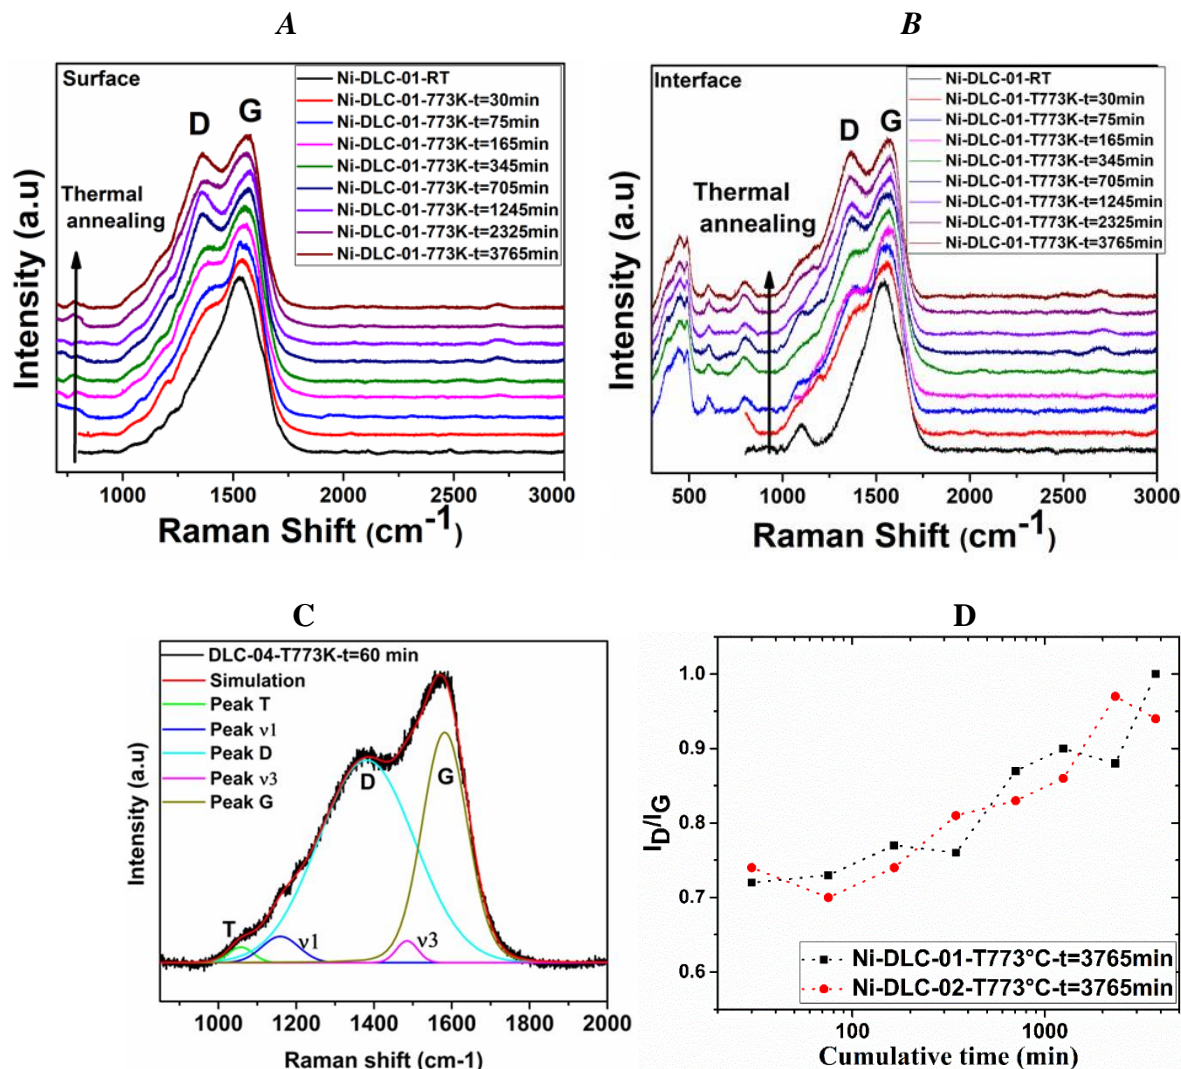 A
B
Surface
Ni-DLC-01-RT
Ni-DLC-01-773K-t=30min
Ni-DLC-01-773K-t=75min
Ni-DLC-01-773K-t=165min
Ni-DLC-01-773K-t=345min
Ni-DLC-01-773K-t=705min
Ni-DLC-01-773K-t=1245min
Ni-DLC-01-773K-t=2325min
Ni-DLC-01-773K-t=3765min
D
G
Thermal
annealing
Intensity (a.u)
1000
1500
2000
2500
3000
Raman Shift (cm-1)
Interface
Ni-DLC-01-RT
Ni-DLC-01-T773K-t=30min
Ni-DLC-01-T773K-t=75min
Ni-DLC-01-T773K-t=165min
Ni-DLC-01-T773K-t=345min
Ni-DLC-01-T773K-t=705min
Ni-DLC-01-T773K-t=1245min
Ni-DLC-01-T773K-t=2325min
Ni-DLC-01-T773K-t=3765min
D
G
Thermal
annealing
Intensity (a.u)
500
1000
1500
2000
2500
3000
Raman Shift (cm-1)
C
DLC-04-T773K-t=60 min
Simulation
Peak T
Peak ν1
Peak D
Peak ν3
Peak G
D
G
T
ν1
ν3
Intensity (a.u)
1000
1200
1400
1600
1800
2000
Raman shift (cm-1)
D
1.0
0.9
0.8
0.7
0.6
ID/IG
Ni-DLC-01-T773°C-t=3765min
Ni-DLC-02-T773°C-t=3765min
100
1000
Cumulative time (min)